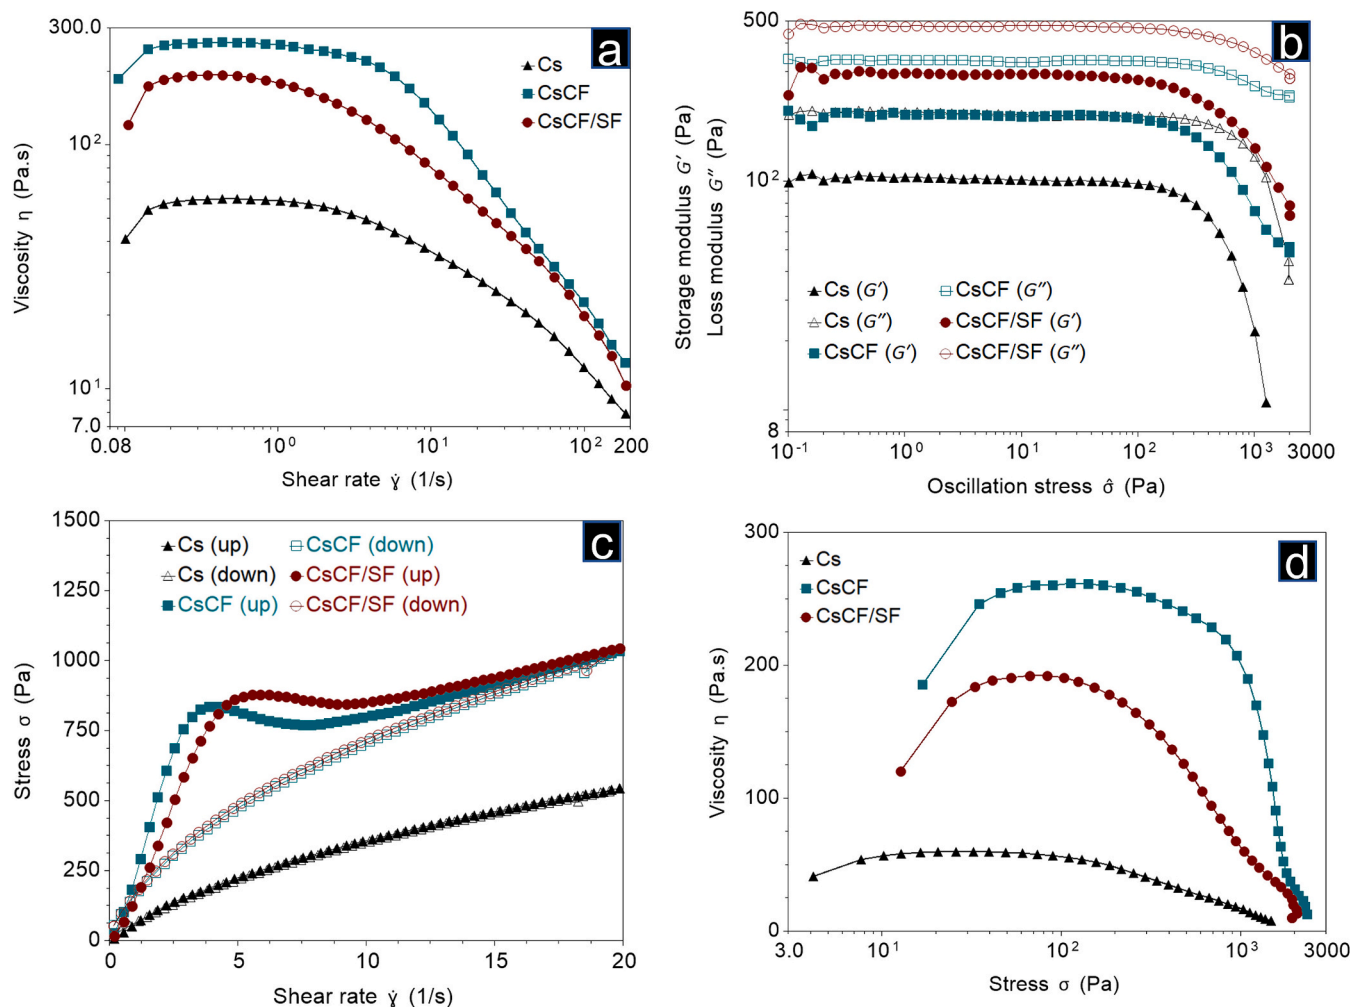 a
300.0
10²
10¹
7.0
Viscosity η (Pa.s)
Cs
CsCF
CsCF/SF
0.08
10⁰
10¹
10²
200
Shear rate γ̇ (1/s)
b
500
10²
8
Storage modulus G′ (Pa)
Loss modulus G″ (Pa)
Cs (G′)
CsCF (G″)
Cs (G″)
CsCF/SF (G′)
CsCF (G′)
CsCF/SF (G″)
10⁻¹
10⁰
10¹
10²
10³
3000
Oscillation stress σ̂ (Pa)
c
1500
1250
1000
750
500
250
0
Stress σ (Pa)
Cs (up)
CsCF (down)
Cs (down)
CsCF/SF (up)
CsCF (up)
CsCF/SF (down)
0
5
10
15
20
Shear rate γ̇ (1/s)
d
300
200
100
0
Viscosity η (Pa.s)
Cs
CsCF
CsCF/SF
3.0
10¹
10²
10³
3000
Stress σ (Pa)